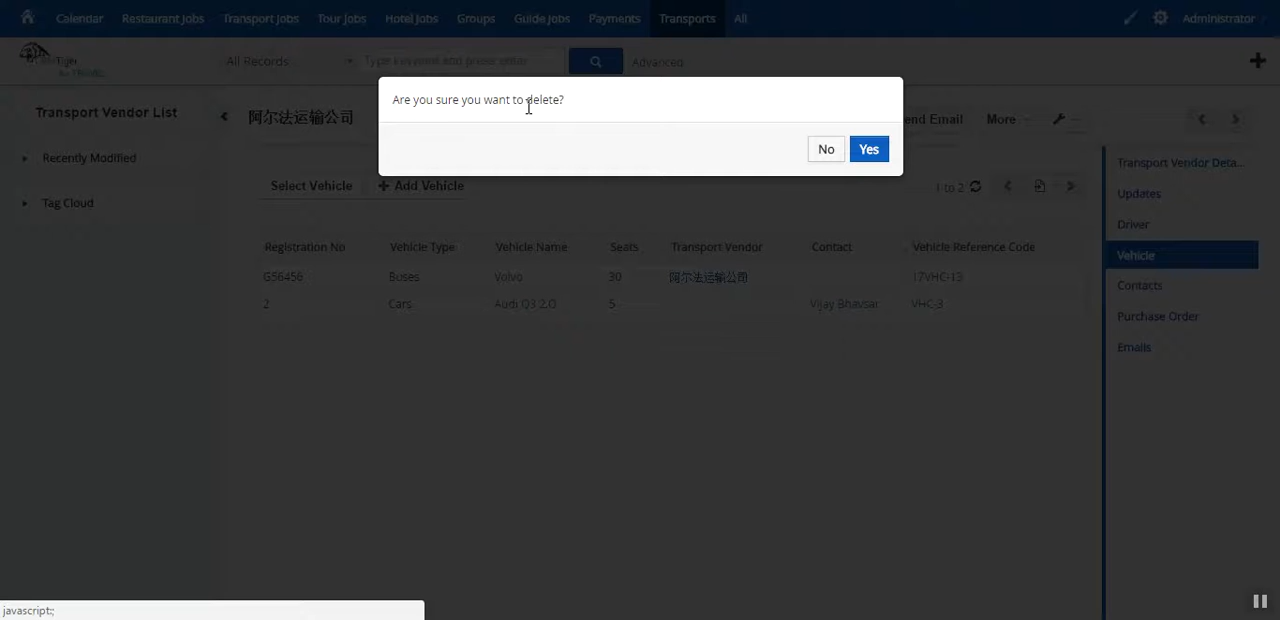 Calendar Restaurant Jobs Transport Jobs Tour Jobs Hotel Jobs Groups Guide Jobs Payments Transports All Administrator
Tiger
for TRAVEL
All Records Type keyword and press enter Advanced
Are you sure you want to delete?
No Yes
Transport Vendor List
阿尔法运输公司
end Email More
Recently Modified
Tag Cloud
Select Vehicle + Add Vehicle 1 to 2
Registration No Vehicle Type Vehicle Name Seats Transport Vendor Contact Vehicle Reference Code
G56456 Buses Volvo 30 阿尔法运输公司 17VHC-13
2 Cars Audi Q3 2.0 5 Vijay Bhavsar VHC-3
Transport Vendor Deta...
Updates
Driver
Vehicle
Contacts
Purchase Order
Emails
javascript:;